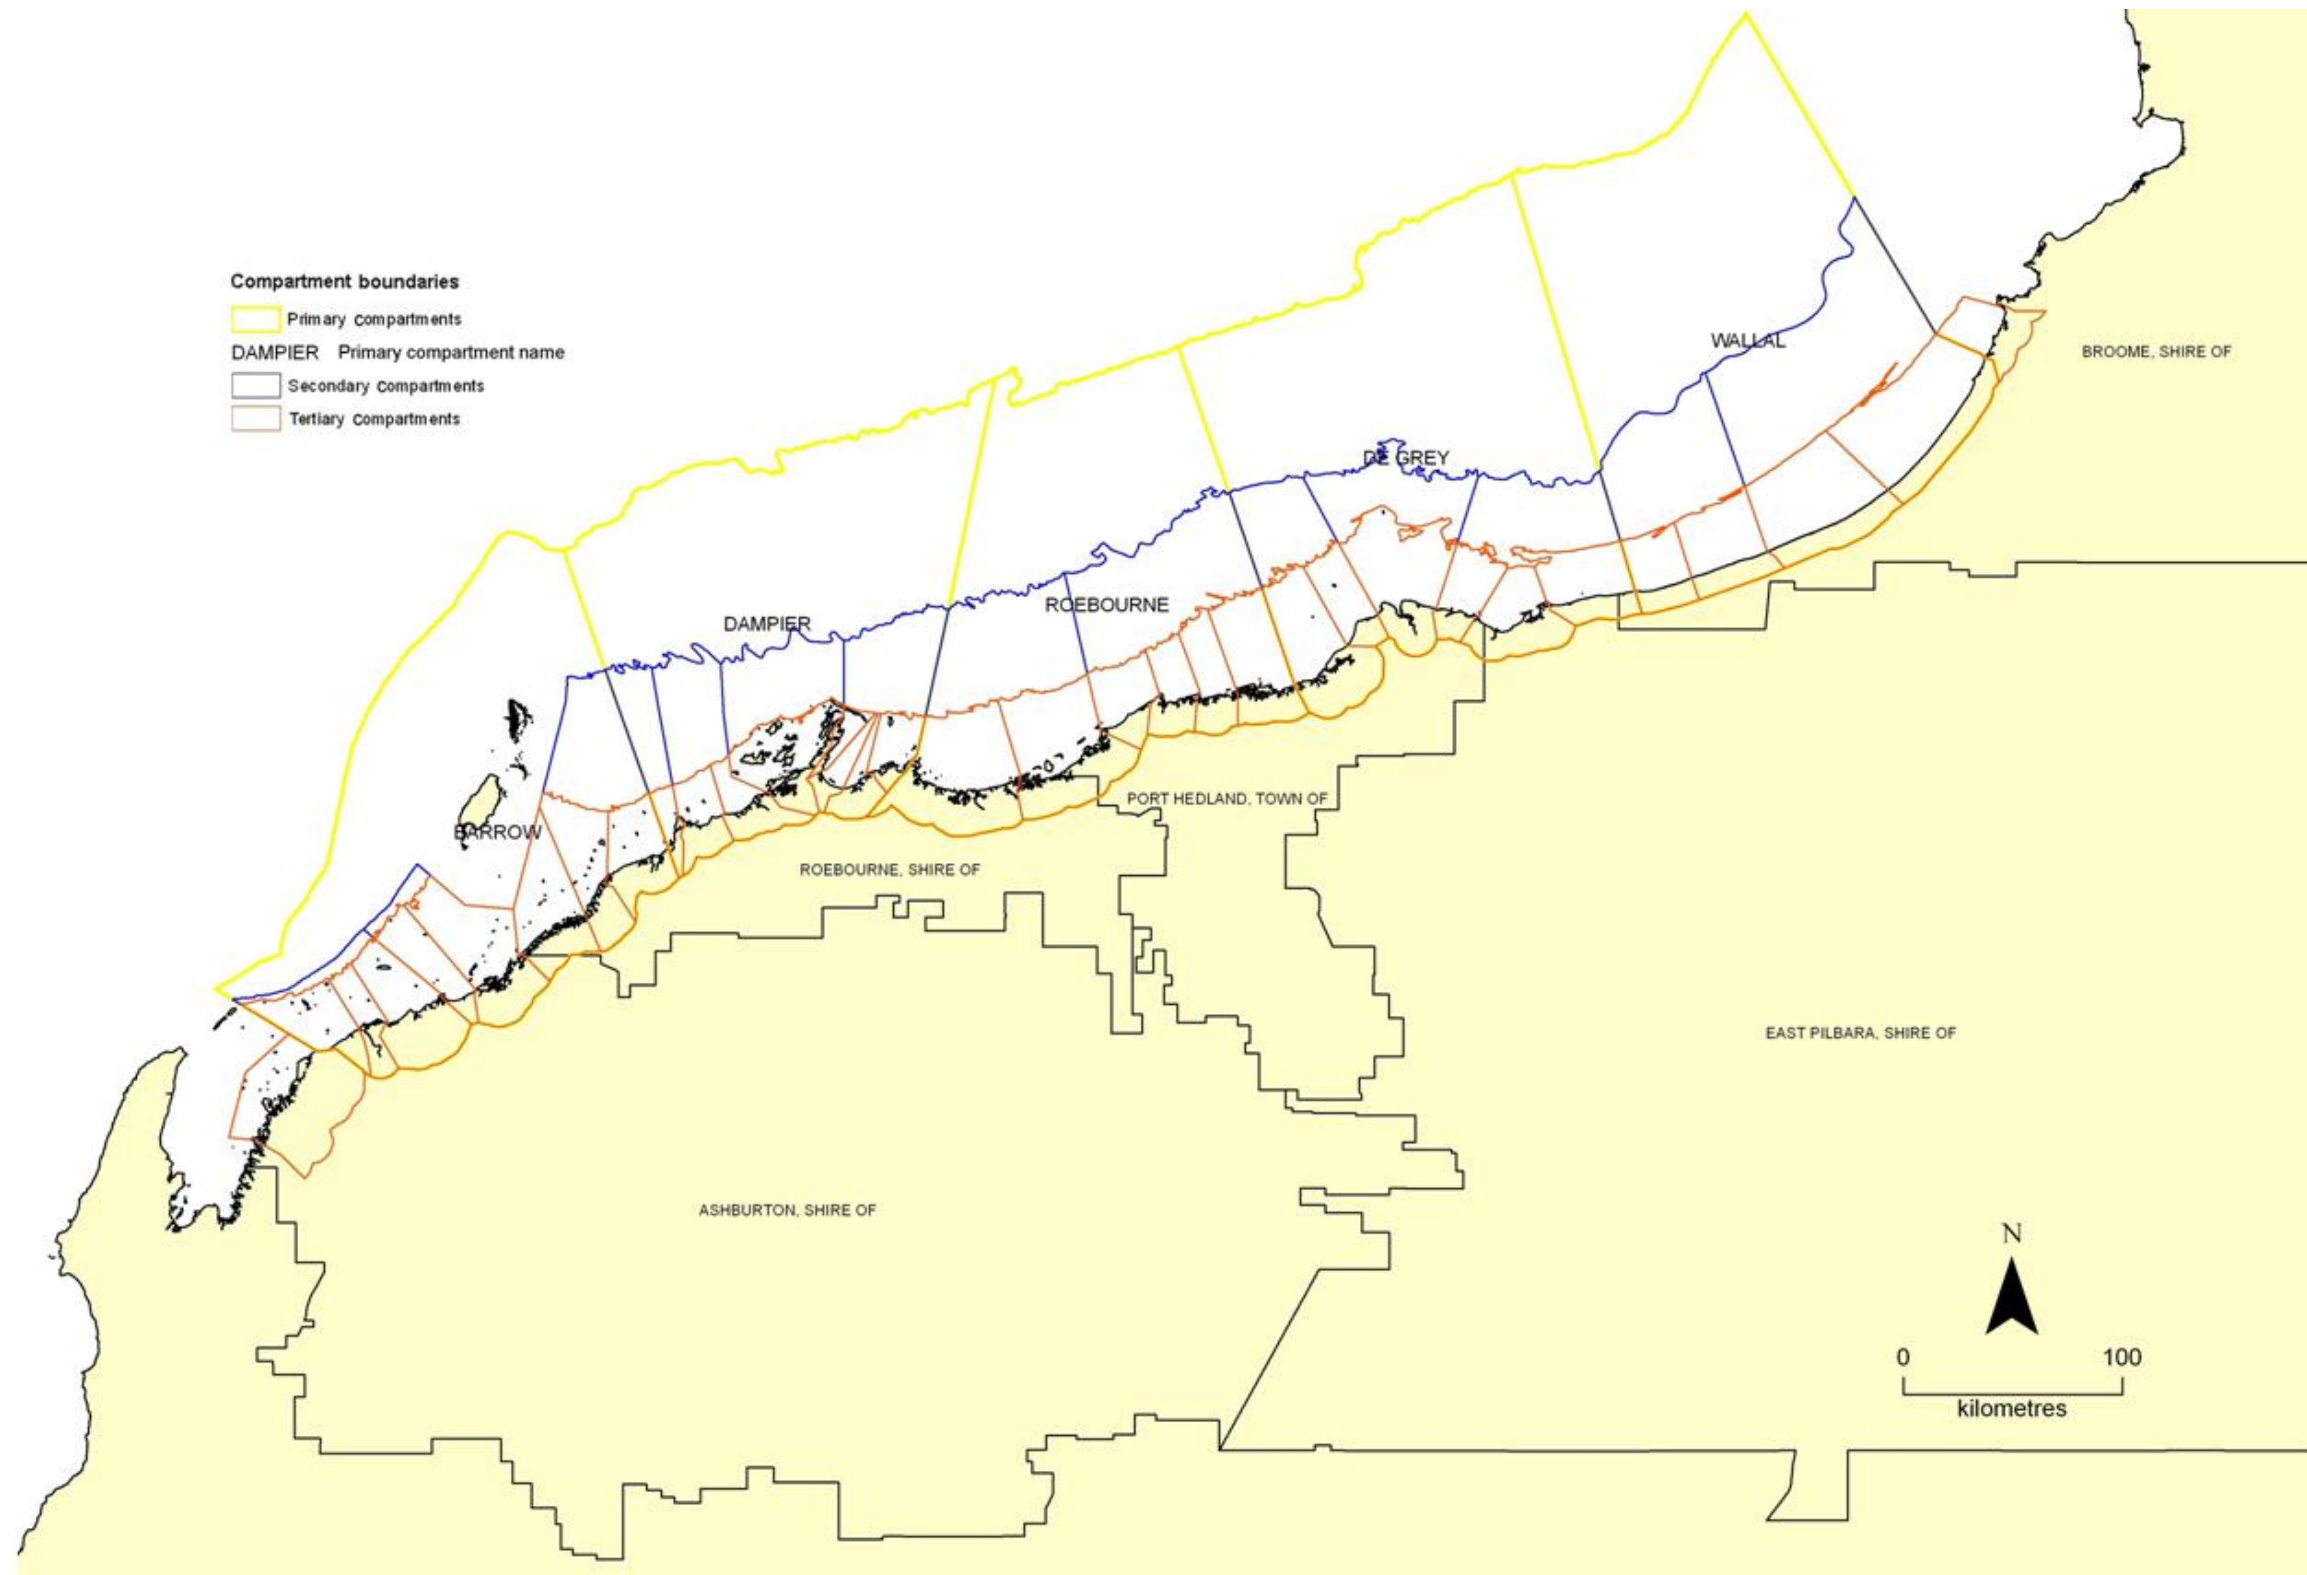 Compartment boundaries
Primary compartments
DAMPIER Primary compartment name
Secondary compartments
Tertiary compartments
WALLAL
BROOME, SHIRE OF
DE GREY
ROEBOURNE
DAMPIER
PORT HEDLAND, TOWN OF
BARROW
ROEBOURNE, SHIRE OF
EAST PILBARA, SHIRE OF
ASHBURTON, SHIRE OF
N
0 100
kilometres